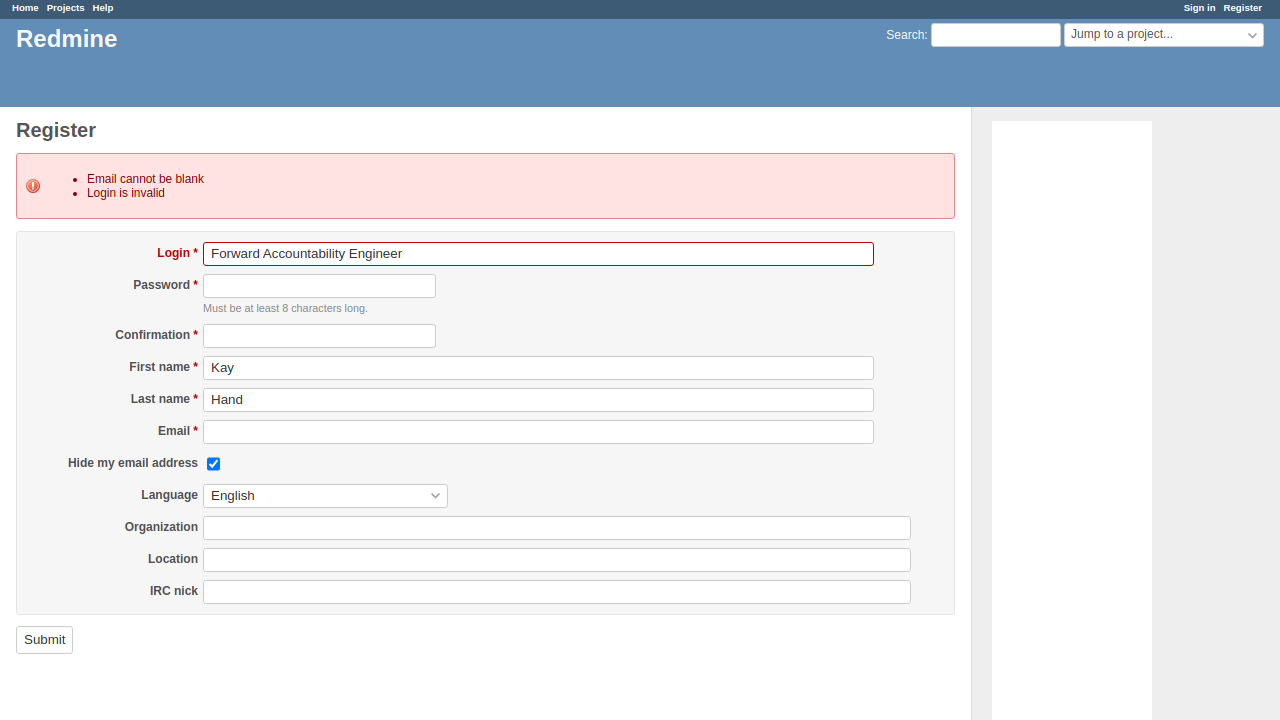 Home Projects Help Sign in Register
Redmine
Search: Jump to a project...
Register
Email cannot be blank
Login is invalid
Login * Forward Accountability Engineer
Password *
Must be at least 8 characters long.
Confirmation *
First name * Kay
Last name * Hand
Email *
Hide my email address
Language English
Organization
Location
IRC nick
Submit